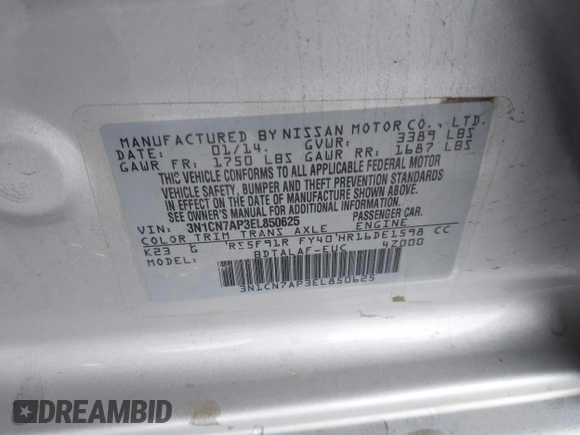 MANUFACTURED BY NISSAN MOTOR CO., LTD.
DATE: 01/14. GVWR: 3389 LBS
GAWR FR: 1750 LBS GAWR RR: 1687 LBS
THIS VEHICLE CONFORMS TO ALL APPLICABLE FEDERAL MOTOR
VEHICLE SAFETY, BUMPER AND THEFT PREVENTION STANDARDS
IN EFFECT ON THE DATE OF MANUFACTURE SHOWN ABOVE.
SEE OWNER'S MANUAL FOR ADDITIONAL INFORMATION.
VIN: 3N1CN7AP3EL850625 PASSENGER CAR.
COLOR TRIM TRANS AXLE ENGINE
K23 G RE5F91R FY40 HR16DE1598 CC
MODEL: BDTALAF-EUC 4Z000
3N1CN7AP3EL850625
DREAMBID